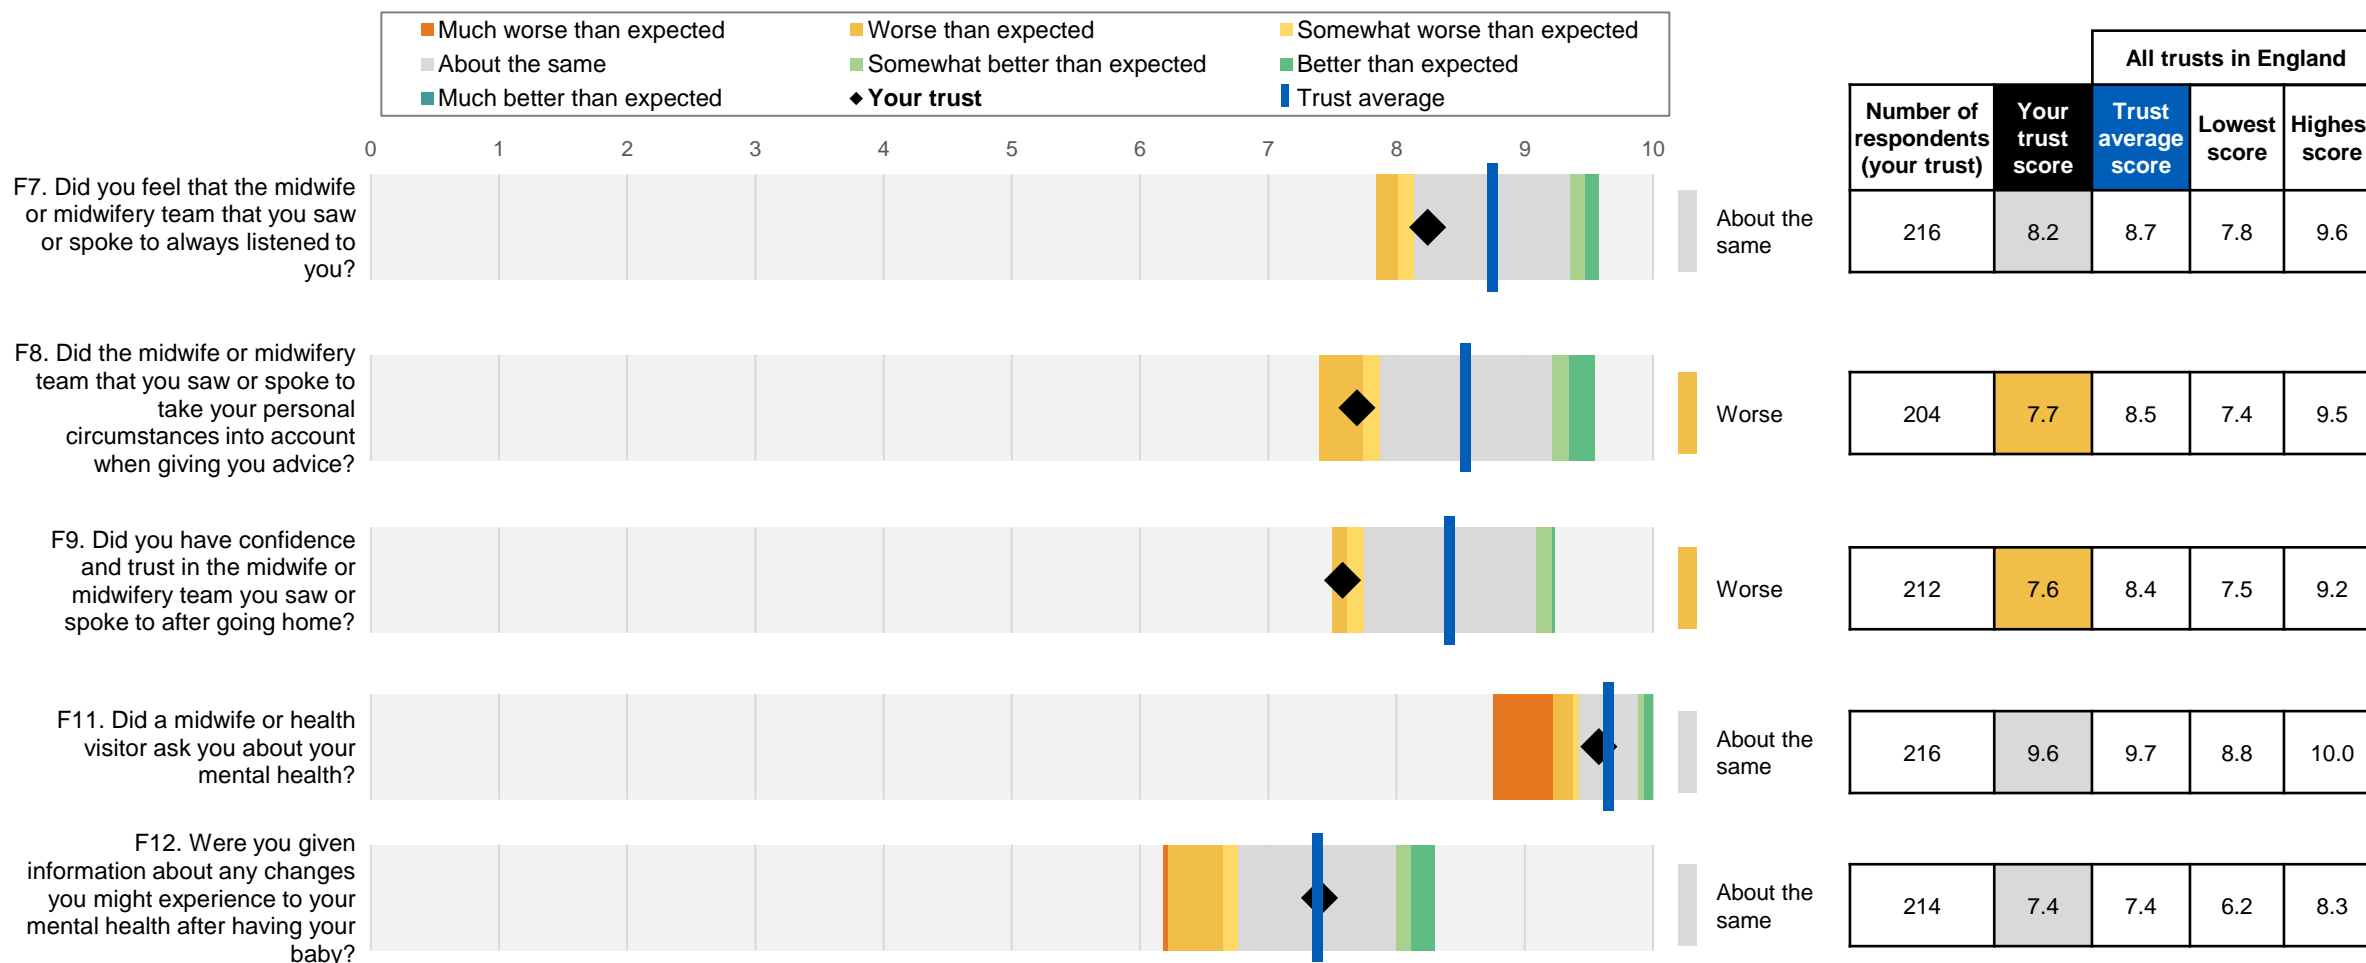 Much worse than expected
Worse than expected
Somewhat worse than expected
About the same
Somewhat better than expected
Better than expected
Much better than expected
Your trust
Trust average
All trusts in England
Number of
respondents
(your trust)
Your
trust
score
Trust
average
score
Lowest
score
Highes
score
0 1 2 3 4 5 6 7 8 9 10
F7. Did you feel that the midwife
or midwifery team that you saw
or spoke to always listened to
you?
About the
same
216 8.2 8.7 7.8 9.6
F8. Did the midwife or midwifery
team that you saw or spoke to
take your personal
circumstances into account
when giving you advice?
Worse
204 7.7 8.5 7.4 9.5
F9. Did you have confidence
and trust in the midwife or
midwifery team you saw or
spoke to after going home?
Worse
212 7.6 8.4 7.5 9.2
F11. Did a midwife or health
visitor ask you about your
mental health?
About the
same
216 9.6 9.7 8.8 10.0
F12. Were you given
information about any changes
you might experience to your
mental health after having your
baby?
About the
same
214 7.4 7.4 6.2 8.3